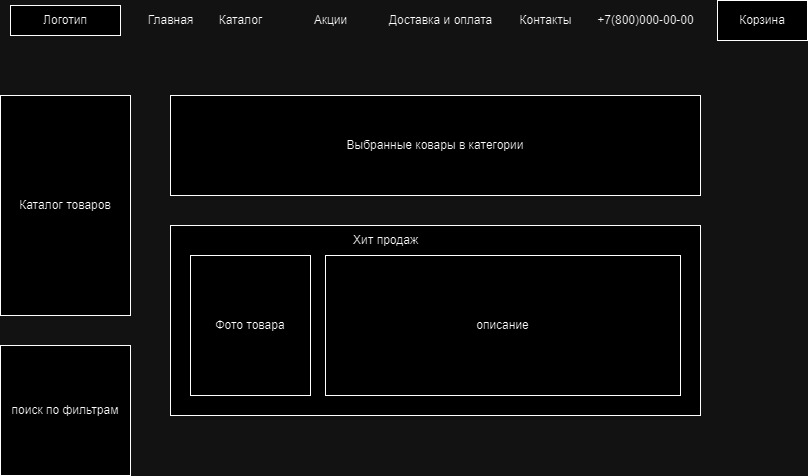 Логотип
Главная
Каталог
Акции
Доставка и оплата
Контакты
+7(800)000-00-00
Корзина
Каталог товаров
Выбранные ковары в категории
Хит продаж
Фото товара
описание
поиск по фильтрам